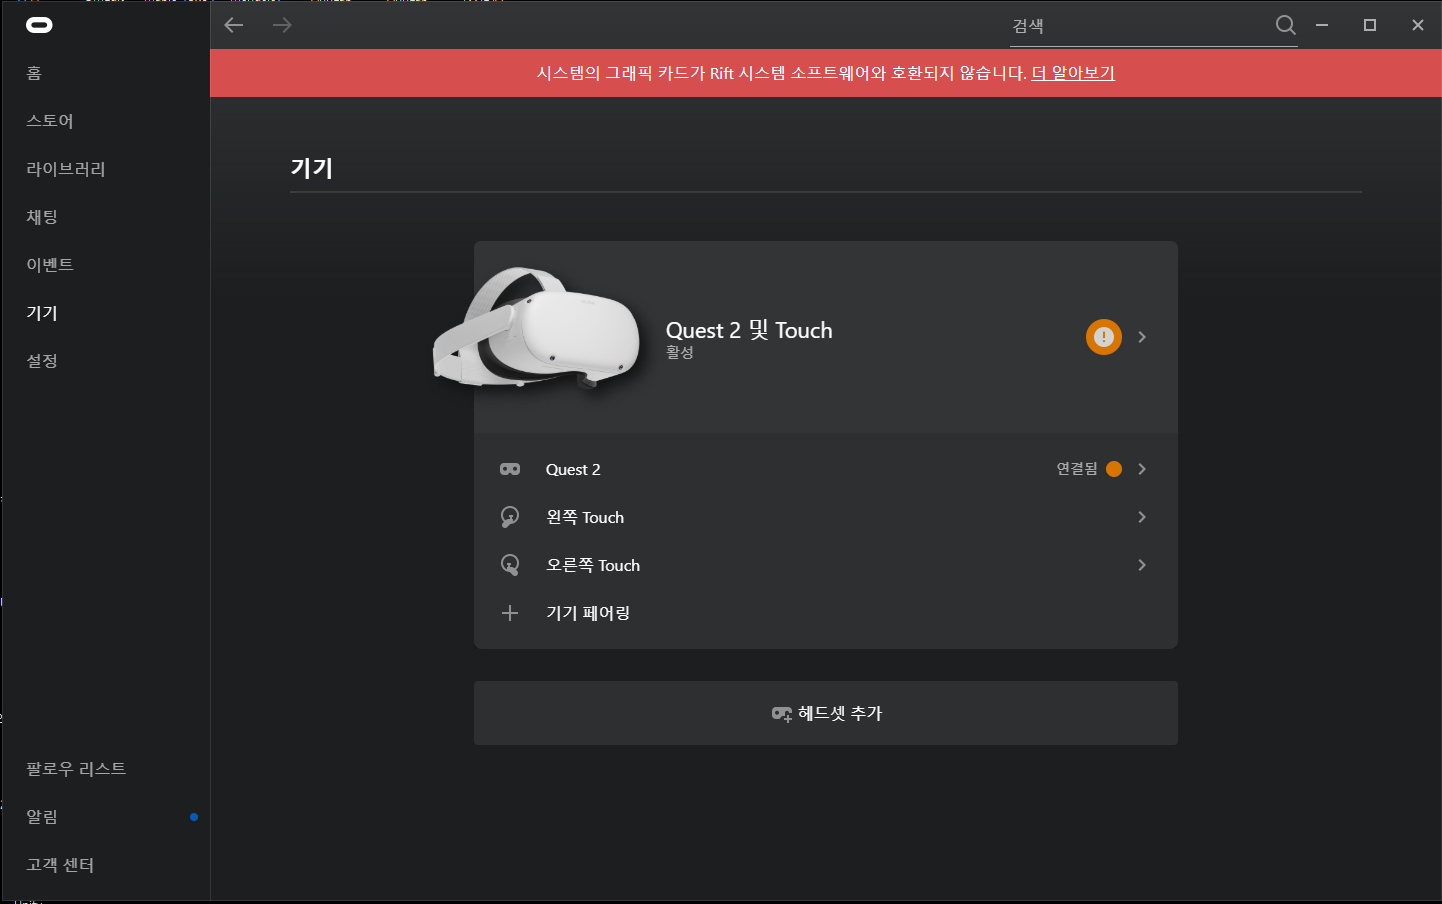 검색
홈
스토어
라이브러리
채팅
이벤트
기기
설정
팔로우 리스트
알림
고객 센터
시스템의 그래픽 카드가 Rift 시스템 소프트웨어와 호환되지 않습니다. 더 알아보기
기기
Quest 2 및 Touch
활성
Quest 2
연결됨
왼쪽 Touch
오른쪽 Touch
기기 페어링
헤드셋 추가